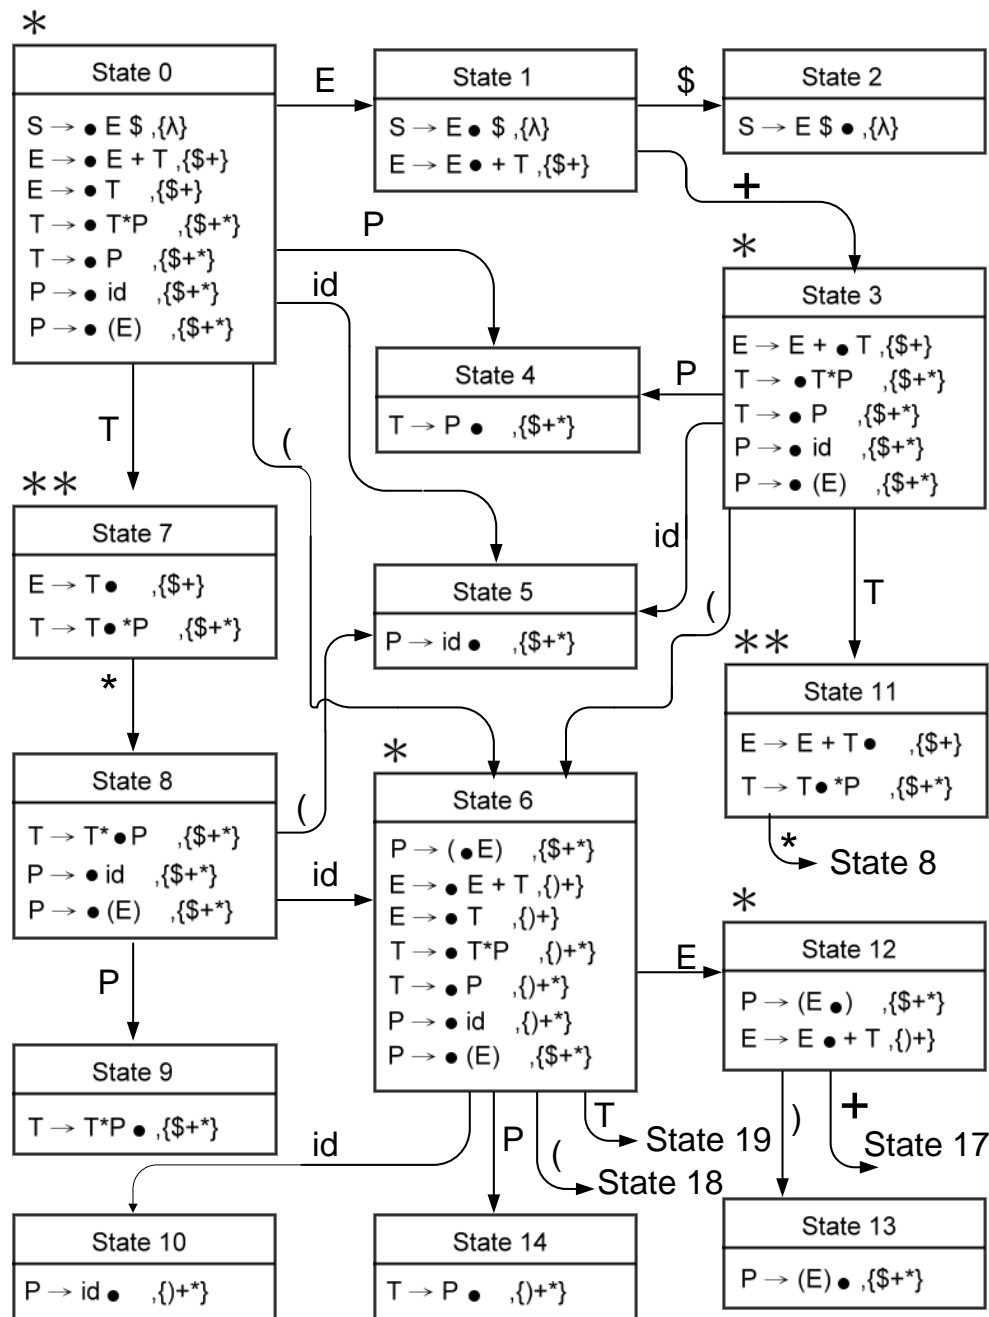 *
State 0
S → ● E $ ,{λ}
E → ● E + T ,{$+}
E → ● T ,{$+}
T → ● T*P ,{$+*}
T → ● P ,{$+*}
P → ● id ,{$+*}
P → ● (E) ,{$+*}
E
State 1
S → E ● $ ,{λ}
E → E ● + T ,{$+}
$
State 2
S → E $ ● ,{λ}
+
P
id
T
(
*
State 3
E → E + ● T ,{$+}
T → ● T*P ,{$+*}
T → ● P ,{$+*}
P → ● id ,{$+*}
P → ● (E) ,{$+*}
P
State 4
T → P ● ,{$+*}
id
(
T
**
State 7
E → T ● ,{$+}
T → T ● *P ,{$+*}
*
State 5
P → id ● ,{$+*}
**
State 11
E → E + T ● ,{$+}
T → T ● *P ,{$+*}
*
State 8
State 8
T → T* ● P ,{$+*}
P → ● id ,{$+*}
P → ● (E) ,{$+*}
(
id
P
*
State 6
P → ( ● E) ,{$+*}
E → ● E + T ,{)+}
E → ● T ,{)+}
T → ● T*P ,{)+*}
T → ● P ,{)+*}
P → ● id ,{)+*}
P → ● (E) ,{$+*}
E
*
State 12
P → (E ● ) ,{$+*}
E → E ● + T ,{)+}
State 9
T → T*P ● ,{$+*}
id
P
(
State 18
T
State 19
)
+
State 17
State 10
P → id ● ,{)+*}
State 14
T → P ● ,{)+*}
State 13
P → (E) ● ,{$+*}